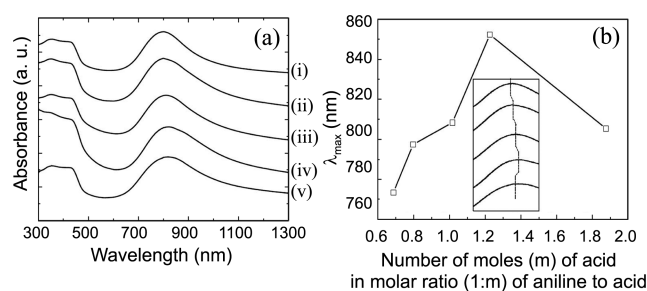 (a)
Absorbance (a. u.)
(i)
(ii)
(iii)
(iv)
(v)
300 500 700 900 1100 1300
Wavelength (nm)
(b)
λmax (nm)
860
840
820
800
780
760
0.6 0.8 1.0 1.2 1.4 1.6 1.8 2.0
Number of moles (m) of acid
in molar ratio (1:m) of aniline to acid